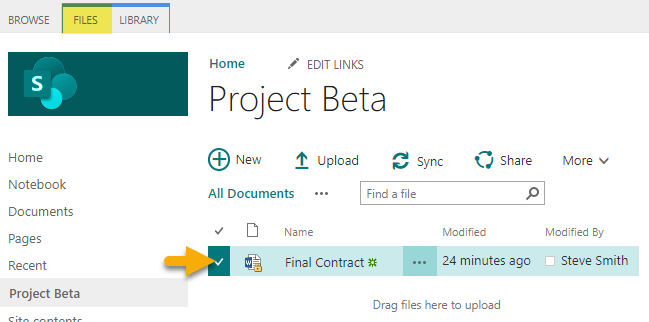 BROWSE FILES LIBRARY
S
Home EDIT LINKS
Project Beta
New Upload Sync Share More
All Documents ••• Find a file
Home
Notebook
Documents
Pages
Recent
Project Beta
Site contents
Name Modified Modified By
Final Contract ••• 24 minutes ago Steve Smith
Drag files here to upload